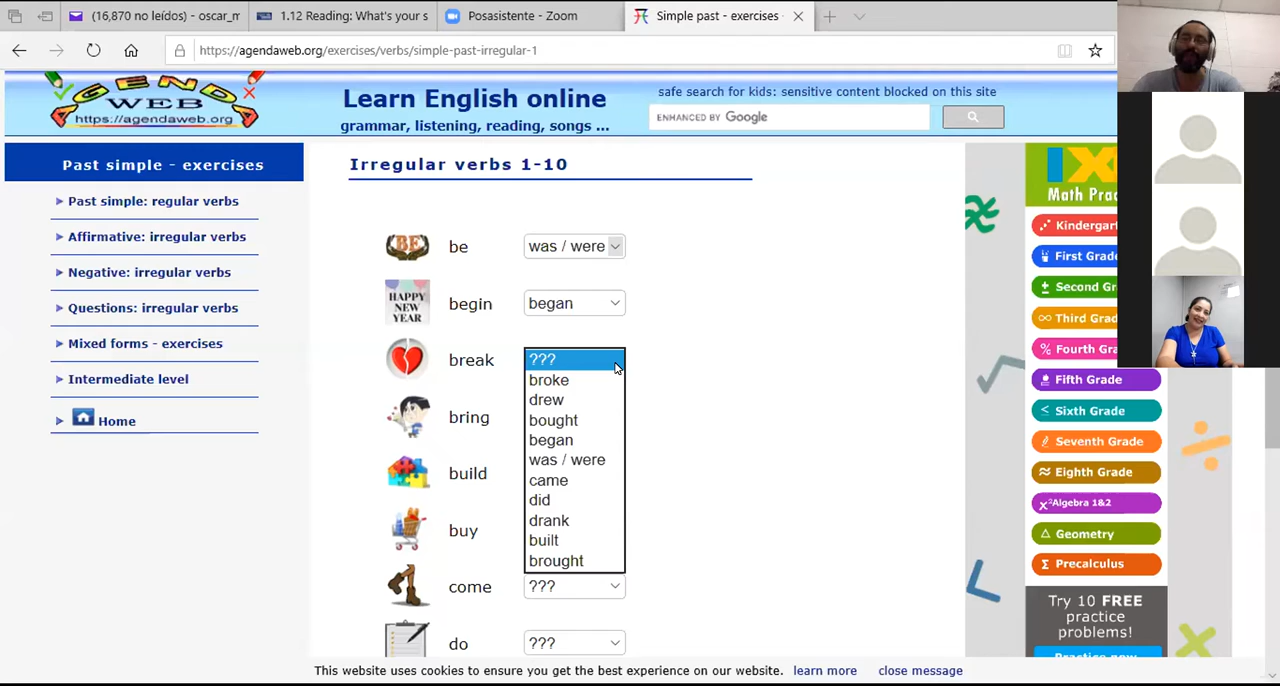 (16,870 no leídos) - oscar_m
1.12 Reading: What's your s
Posasistente - Zoom
Simple past - exercises
https://agendaweb.org/exercises/verbs/simple-past-irregular-1
AGENDA
WEB
https://agendaweb.org
Learn English online
grammar, listening, reading, songs ...
safe search for kids: sensitive content blocked on this site
ENHANCED BY Google
Past simple - exercises
Past simple: regular verbs
Affirmative: irregular verbs
Negative: irregular verbs
Questions: irregular verbs
Mixed forms - exercises
Intermediate level
Home
Irregular verbs 1-10
BE
be
was / were
HAPPY
NEW
YEAR
begin
began
break
???
broke
drew
bought
began
was / were
came
did
drank
built
brought
bring
build
buy
come
???
do
???
IX
Math Prac
Kindergar
First Grade
Second Gr
Third Grad
Fourth Gra
Fifth Grade
Sixth Grade
Seventh Grade
Eighth Grade
Algebra 1&2
Geometry
Precalculus
Try 10 FREE
practice
problems!
Practice now
This website uses cookies to ensure you get the best experience on our website.
learn more
close message